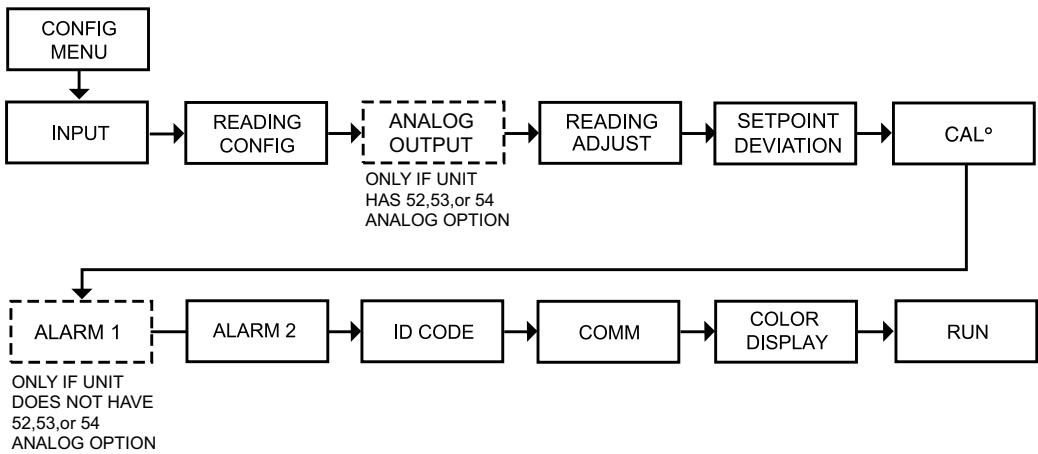 CONFIG
MENU
INPUT
READING
CONFIG
ANALOG
OUTPUT
ONLY IF UNIT
HAS 52,53,or 54
ANALOG OPTION
READING
ADJUST
SETPOINT
DEVIATION
CALº
ALARM 1
ONLY IF UNIT
DOES NOT HAVE
52,53,or 54
ANALOG OPTION
ALARM 2
ID CODE
COMM
COLOR
DISPLAY
RUN